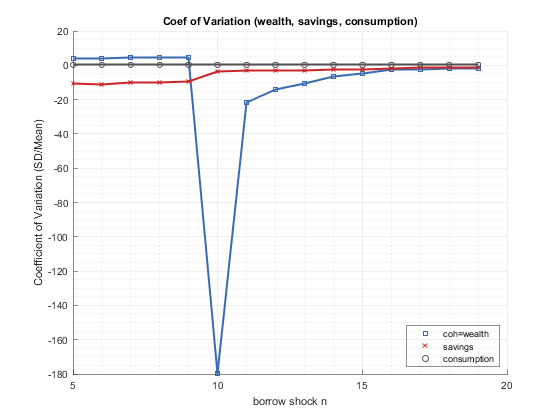 Coef of Variation (wealth, savings, consumption)
20
0
-20
-40
-60
-80
-100
-120
-140
-160
-180
Coefficient of Variation (SD/Mean)
coh=wealth
savings
consumption
5
10
15
20
borrow shock n